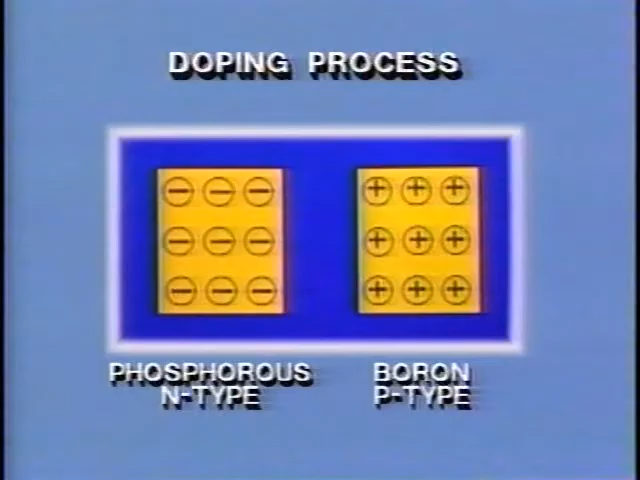 DOPING PROCESS
PHOSPHOROUS
N-TYPE
BORON
P-TYPE